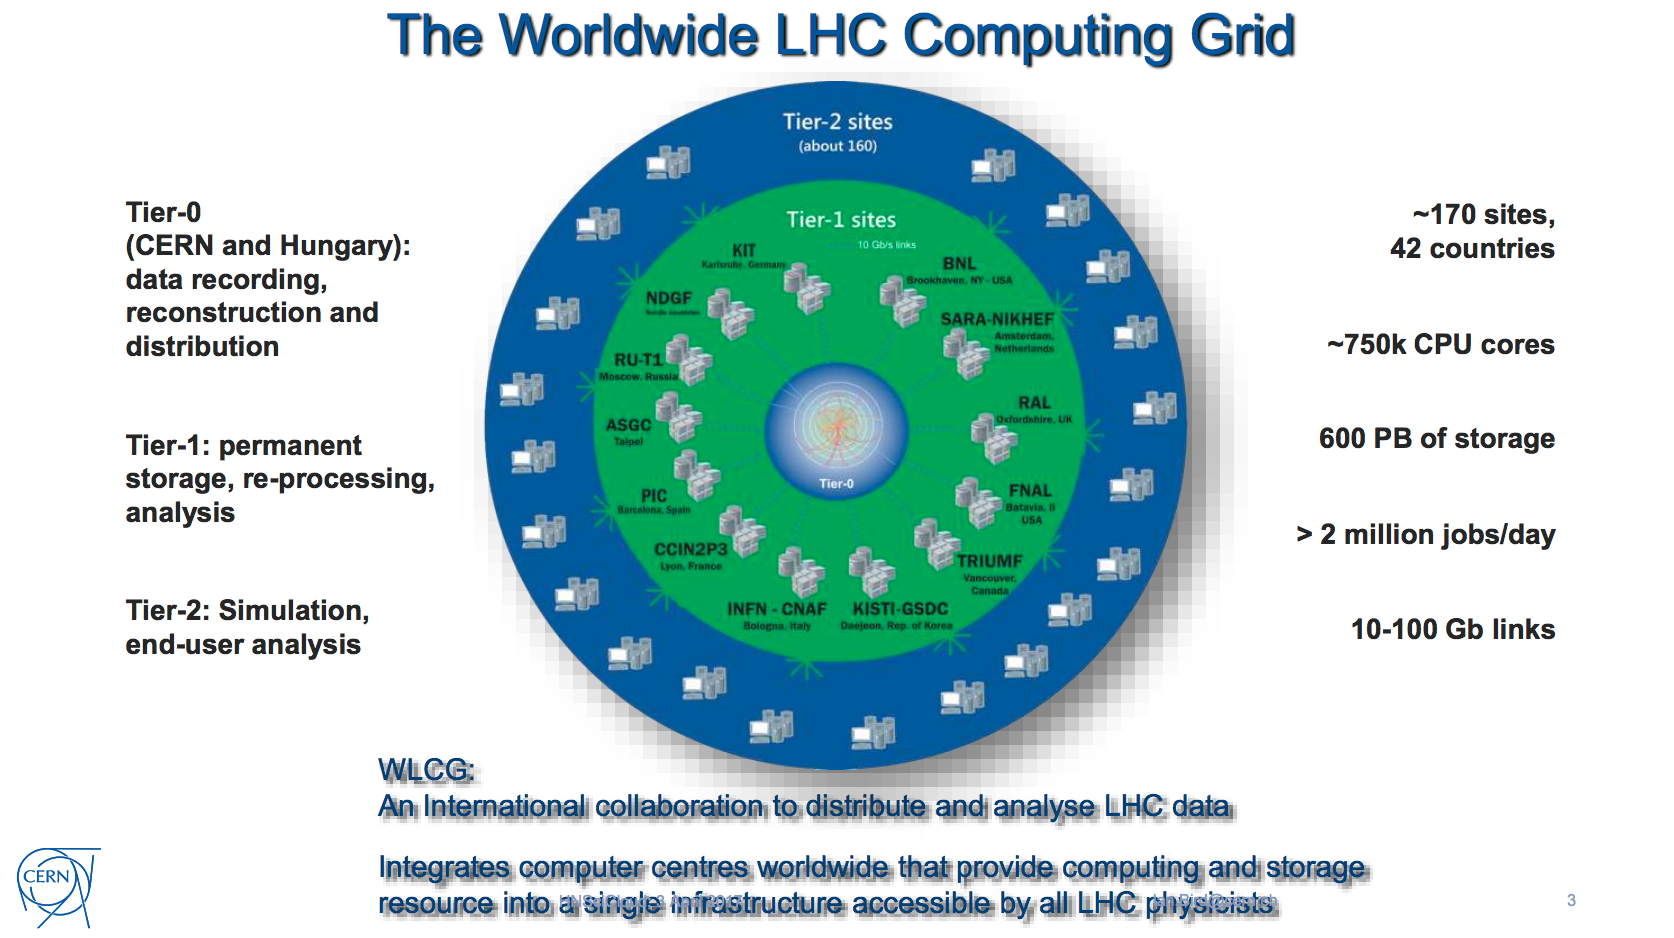 The Worldwide LHC Computing Grid
Tier-2 sites
(about 160)
Tier-1 sites
10 Gb/s links
KIT
Karlsruhe, Germany
BNL
Brookhaven, NY - USA
NDGF
Nordic countries
SARA-NIKHEF
Amsterdam,
Netherlands
RU-T1
Moscow, Russia
RAL
Oxfordshire, UK
ASGC
Taipei
Tier-0
PIC
Barcelona, Spain
FNAL
Batavia, Il
USA
CCIN2P3
Lyon, France
TRIUMF
Vancouver,
Canada
INFN - CNAF
Bologna, Italy
KISTI-GSDC
Daejeon, Rep. of Korea
Tier-0
(CERN and Hungary):
data recording,
reconstruction and
distribution
Tier-1: permanent
storage, re-processing,
analysis
Tier-2: Simulation,
end-user analysis
~170 sites,
42 countries
~750k CPU cores
600 PB of storage
> 2 million jobs/day
10-100 Gb links
WLCG:
An International collaboration to distribute and analyse LHC data
Integrates computer centres worldwide that provide computing and storage
resource into a single infrastructure accessible by all LHC physicists
CERN
3